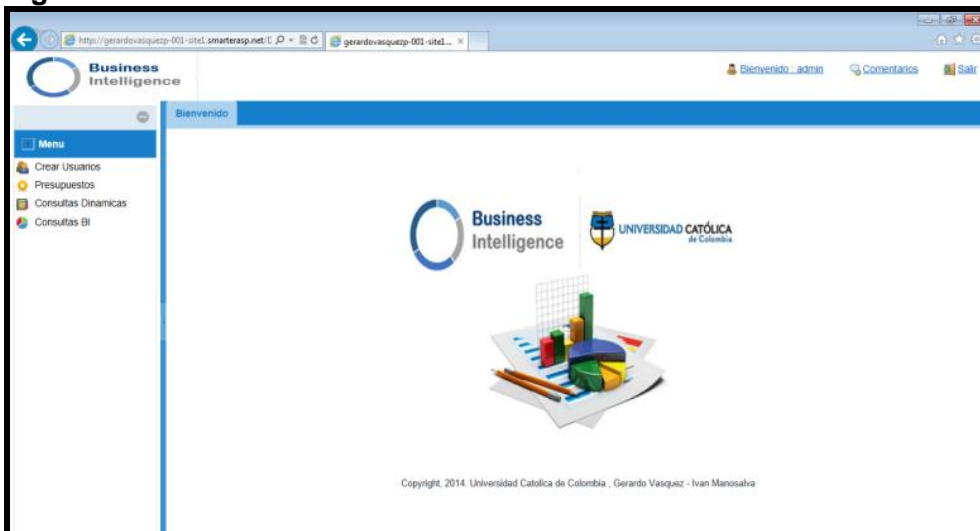 http://gerardovasquezp-001-site1.smarterasp.net/
gerardovasquezp-001-site1...
Business
Intelligence
Bienvenido : admin
Comentarios
Salir
Bienvenido
Menu
Crear Usuarios
Presupuestos
Consultas Dinamicas
Consultas BI
Business
Intelligence
UNIVERSIDAD CATÓLICA
de Colombia
Copyright, 2014. Universidad Catolica de Colombia , Gerardo Vasquez - Ivan Manosalva